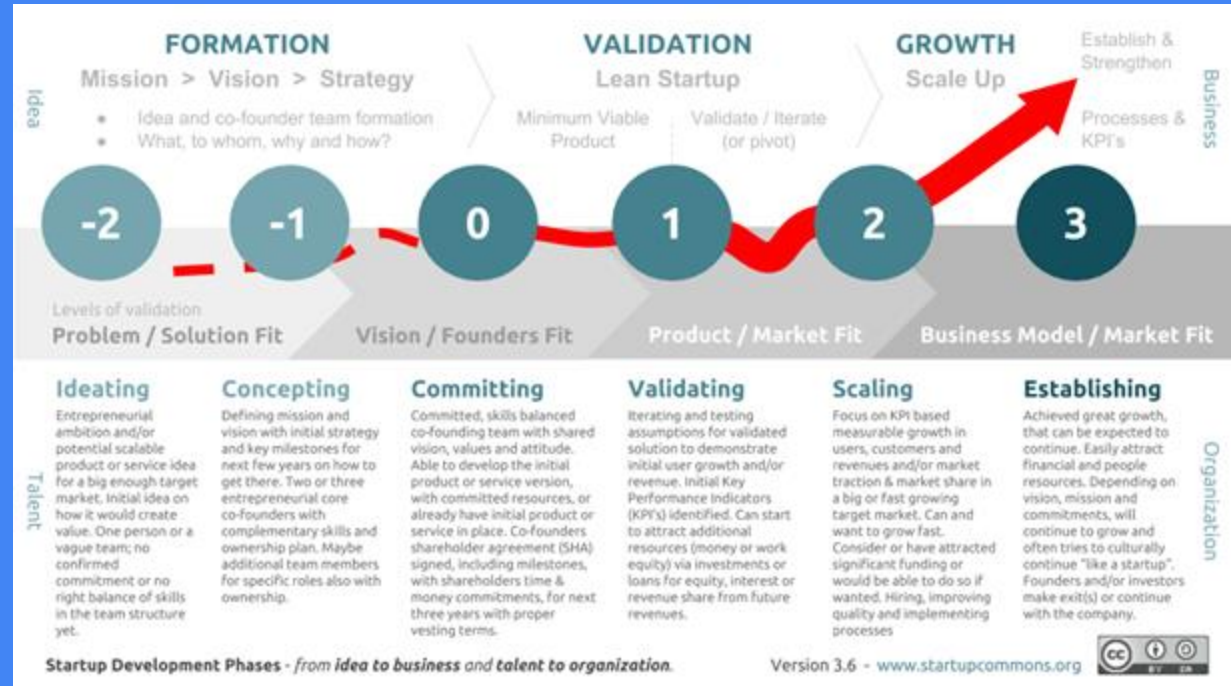 FORMATION
Mission > Vision > Strategy
• Idea and co-founder team formation
• What, to whom, why and how?
VALIDATION
Lean Startup
Minimum Viable
Product
Validate / Iterate
(or pivot)
GROWTH
Scale Up
Establish &
Strengthen
Processes &
KPI's
Idea
Business
-2
-1
0
1
2
3
Levels of validation
Problem / Solution Fit
Vision / Founders Fit
Product / Market Fit
Business Model / Market Fit
Talent
Organization
Ideating
Entrepreneurial
ambition and/or
potential scalable
product or service idea
for a big enough target
market. Initial idea on
how it would create
value. One person or a
vague team; no
confirmed
commitment or no
right balance of skills
in the team structure
yet.
Concepting
Defining mission and
vision with initial strategy
and key milestones for
next few years on how to
get there. Two or three
entrepreneurial core
co-founders with
complementary skills and
ownership plan. Maybe
additional team members
for specific roles also with
ownership.
Committing
Committed, skills balanced
co-founding team with shared
vision, values and attitude.
Able to develop the initial
product or service version,
with committed resources, or
already have initial product or
service in place. Co-founders
shareholder agreement (SHA)
signed, including milestones,
with shareholders time &
money commitments, for next
three years with proper
vesting terms.
Validating
Iterating and testing
assumptions for validated
solution to demonstrate
initial user growth and/or
revenue. Initial Key
Performance Indicators
(KPI's) identified. Can start
to attract additional
resources (money or work
equity) via investments or
loans for equity, interest or
revenue share from future
revenues.
Scaling
Focus on KPI based
measurable growth in
users, customers and
revenues and/or market
traction & market share in
a big or fast growing
target market. Can and
want to grow fast.
Consider or have attracted
significant funding or
would be able to do so if
wanted. Hiring, improving
quality and implementing
processes
Establishing
Achieved great growth,
that can be expected to
continue. Easily attract
financial and people
resources. Depending on
vision, mission and
commitments, will
continue to grow and
often tries to culturally
continue "like a startup".
Founders and/or investors
make exit(s) or continue
with the company.
Startup Development Phases - from idea to business and talent to organization.
Version 3.6 - www.startupcommons.org
cc
BY